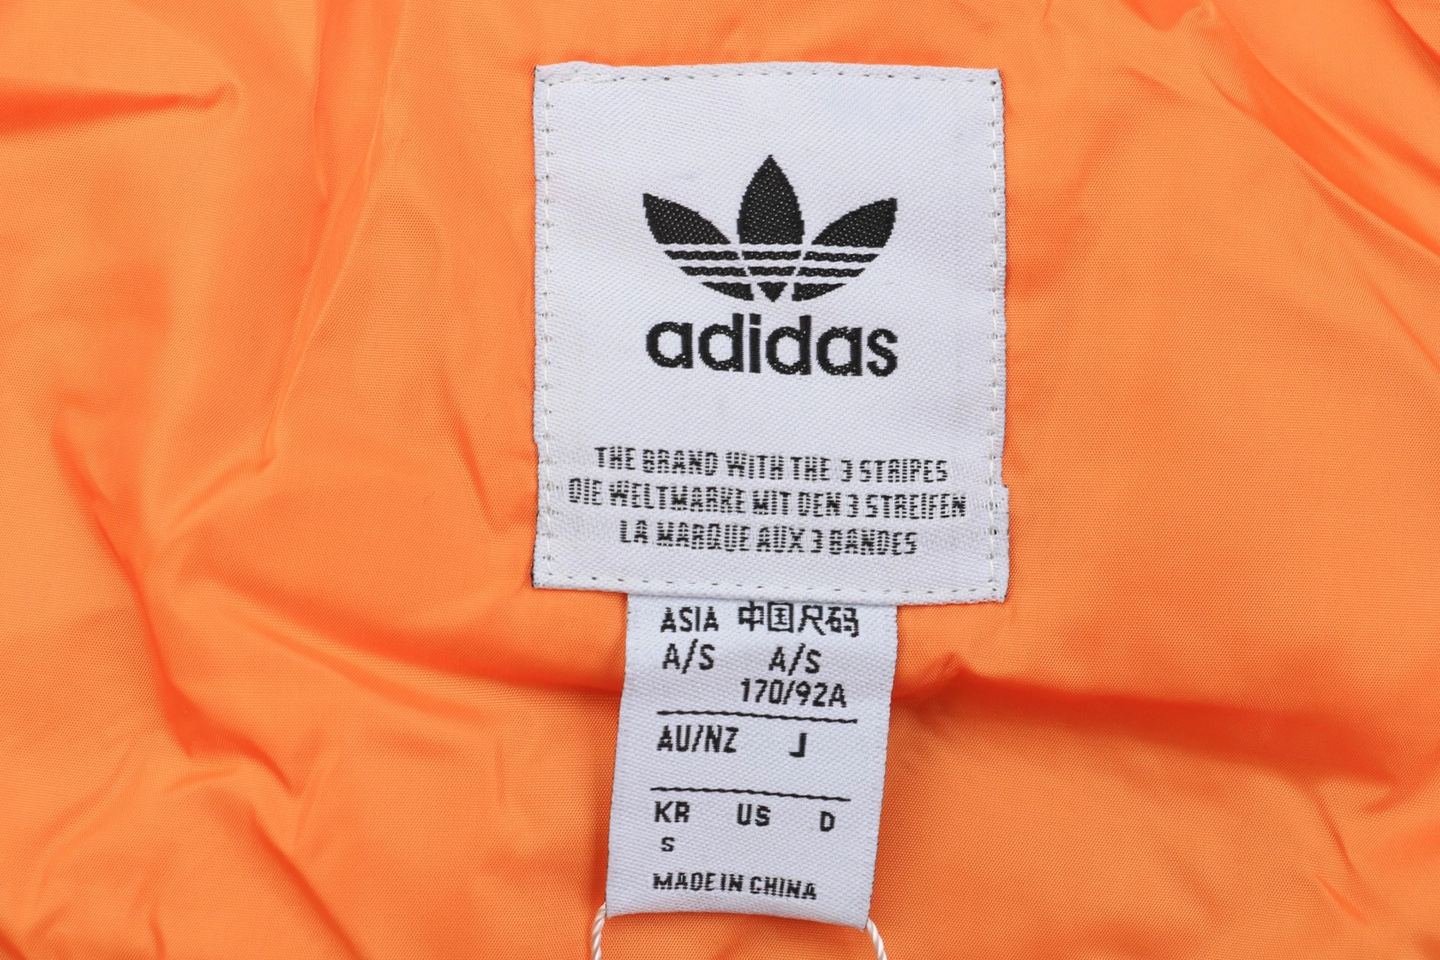 adidas
THE BRAND WITH THE 3 STRIPES
DIE WELTMARKE MIT DEN 3 STREIFEN
LA MARQUE AUX 3 BANDES
ASIA 中国尺码
A/S A/S
170/92A
AU/NZ J
KR US D
S
MADE IN CHINA